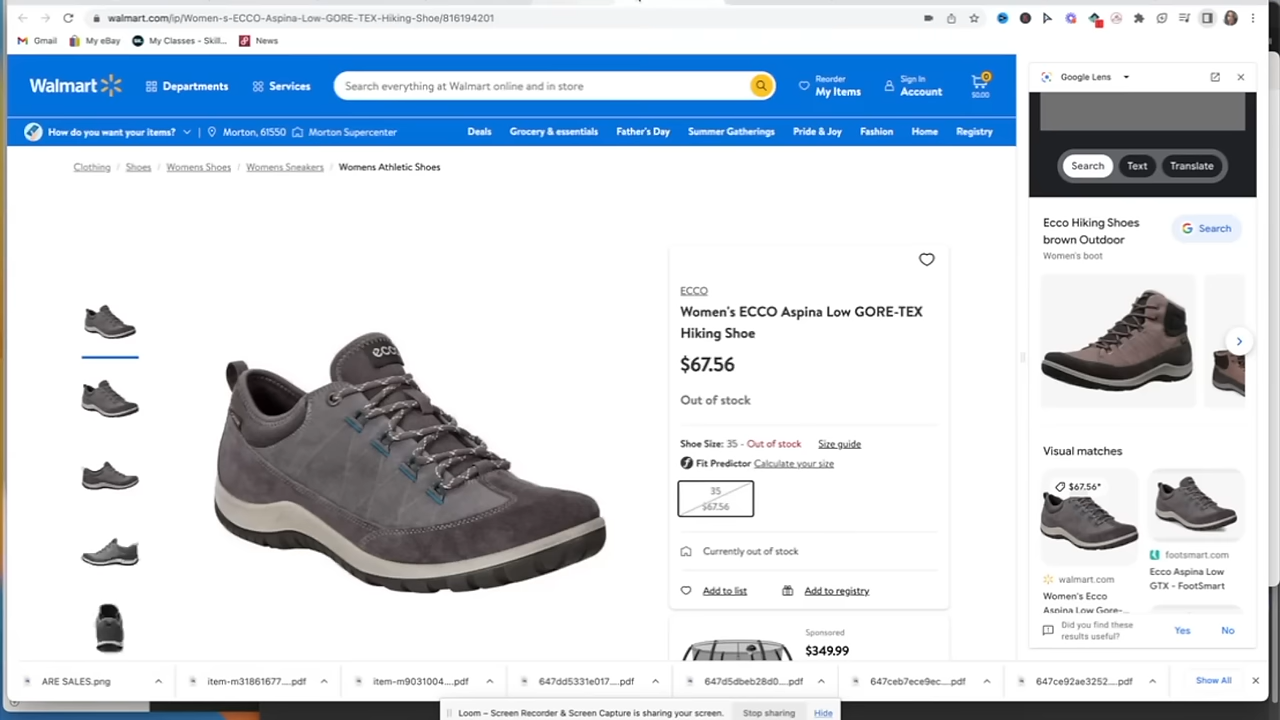 walmart.com/ip/Women-s-ECCO-Aspina-Low-GORE-TEX-Hiking-Shoe/816194201
Gmail My eBay My Classes - Skill... News
Walmart Departments Services Search everything at Walmart online and in store Reorder My Items Sign In Account 0 $0.00
How do you want your items? | Morton, 61550 Morton Supercenter Deals Grocery & essentials Father's Day Summer Gatherings Pride & Joy Fashion Home Registry
Clothing / Shoes / Womens Shoes / Womens Sneakers / Womens Athletic Shoes
ecco
ECCO
Women's ECCO Aspina Low GORE-TEX
Hiking Shoe
$67.56
Out of stock
Shoe Size: 35 - Out of stock Size guide
Fit Predictor Calculate your size
35
$67.56
Currently out of stock
Add to list Add to registry
Sponsored
$349.99
Google Lens
Search Text Translate
Ecco Hiking Shoes
brown Outdoor
Women's boot
Search
Visual matches
$67.56*
walmart.com
Women's Ecco
Aspina Low Gore-...
footsmart.com
Ecco Aspina Low
GTX - FootSmart
Did you find these
results useful?
Yes No
ARE SALES.png item-m31861677....pdf item-m9031004....pdf 647dd5331e017....pdf 647d5dbeb28d0....pdf 647ceb7ece9ec....pdf 647ce92ae3252....pdf Show All
Loom – Screen Recorder & Screen Capture is sharing your screen. Stop sharing Hide